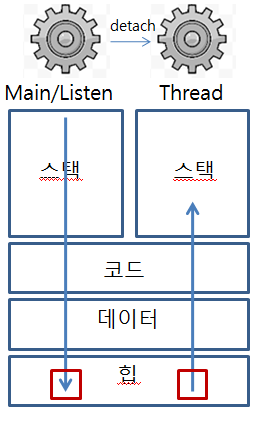 detach
Main/Listen Thread
스택 스택
코드
데이터
힙